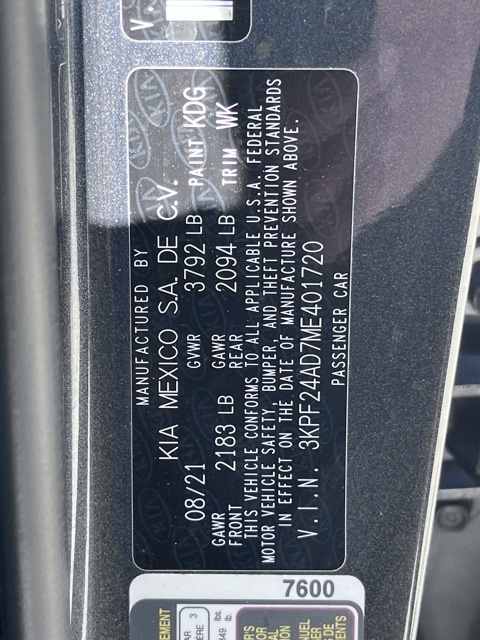 MANUFACTURED BY
KIA MEXICO S.A. DE C.V.
08/21 GVWR 3792 LB PAINT KDG
GAWR FRONT 2183 LB GAWR REAR 2094 LB TRIM WK
THIS VEHICLE CONFORMS TO ALL APPLICABLE U.S.A. FEDERAL
MOTOR VEHICLE SAFETY, BUMPER, AND THEFT PREVENTION STANDARDS
IN EFFECT ON THE DATE OF MANUFACTURE SHOWN ABOVE.
V.I.N. 3KPF24AD7ME401720
PASSENGER CAR
7600